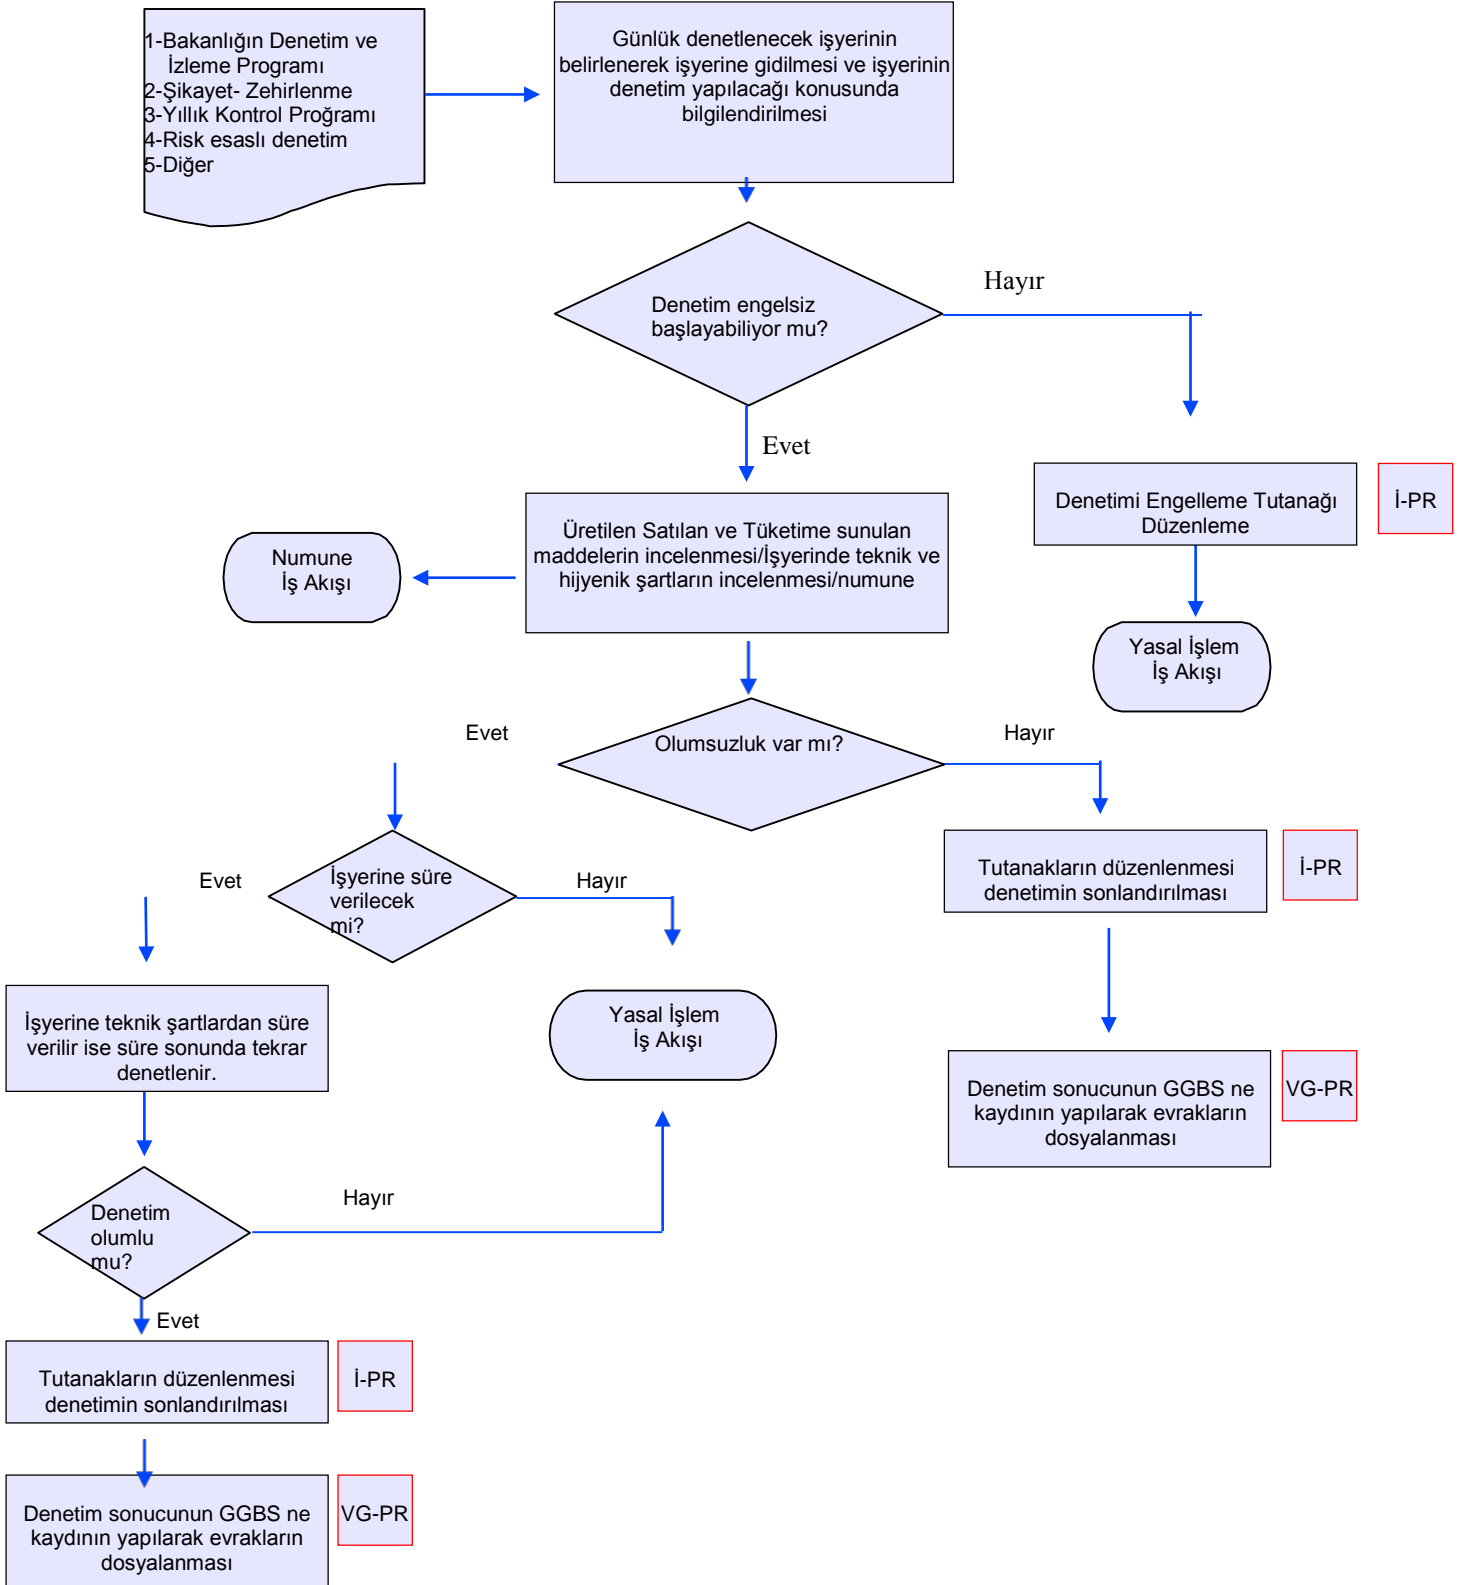 1-Bakanlığın Denetim ve
İzleme Programı
2-Şikayet- Zehirlenme
3-Yıllık Kontrol Proğramı
4-Risk esaslı denetim
5-Diğer
Günlük denetlenecek işyerinin
belirlenerek işyerine gidilmesi ve işyerinin
denetim yapılacağı konusunda
bilgilendirilmesi
Denetim engelsiz
başlayabiliyor mu?
Hayır
Evet
Denetimi Engelleme Tutanağı
Düzenleme
İ-PR
Üretilen Satılan ve Tüketime sunulan
maddelerin incelenmesi/İşyerinde teknik ve
hijyenik şartların incelenmesi/numune
Numune
İş Akışı
Yasal İşlem
İş Akışı
Evet
Olumsuzluk var mı?
Hayır
Evet
İşyerine süre
verilecek
mi?
Hayır
Tutanakların düzenlenmesi
denetimin sonlandırılması
İ-PR
İşyerine teknik şartlardan süre
verilir ise süre sonunda tekrar
denetlenir.
Yasal İşlem
İş Akışı
Denetim sonucunun GGBS ne
kaydının yapılarak evrakların
dosyalanması
VG-PR
Denetim
olumlu
mu?
Hayır
Evet
Tutanakların düzenlenmesi
denetimin sonlandırılması
İ-PR
Denetim sonucunun GGBS ne
kaydının yapılarak evrakların
dosyalanması
VG-PR